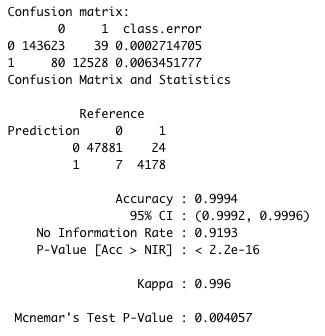 Confusion matrix:
0 1 class.error
0 143623 39 0.0002714705
1 80 12528 0.0063451777
Confusion Matrix and Statistics
Reference
Prediction 0 1
0 47881 24
1 7 4178
Accuracy : 0.9994
95% CI : (0.9992, 0.9996)
No Information Rate : 0.9193
P-Value [Acc > NIR] : < 2.2e-16
Kappa : 0.996
Mcnemar's Test P-Value : 0.004057